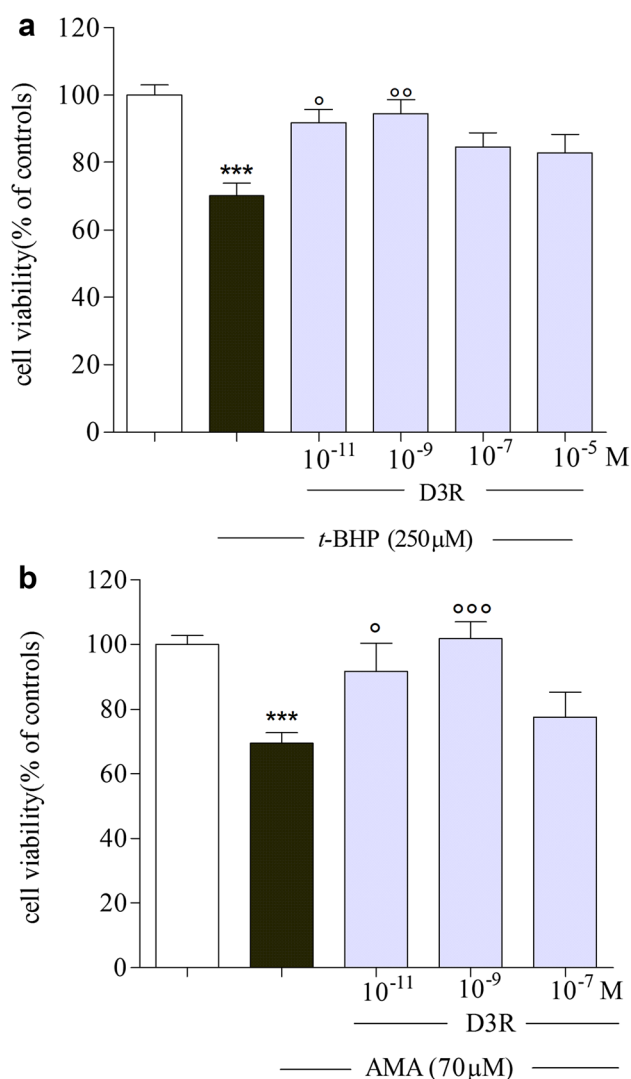 a
cell viability(% of controls)
120
100
80
60
40
20
0
°
°°
***
10⁻¹¹ 10⁻⁹ 10⁻⁷ 10⁻⁵ M
D3R
t-BHP (250µM)
b
cell viability(% of controls)
120
100
80
60
40
20
0
°
°°°
***
10⁻¹¹ 10⁻⁹ 10⁻⁷ M
D3R
AMA (70µM)